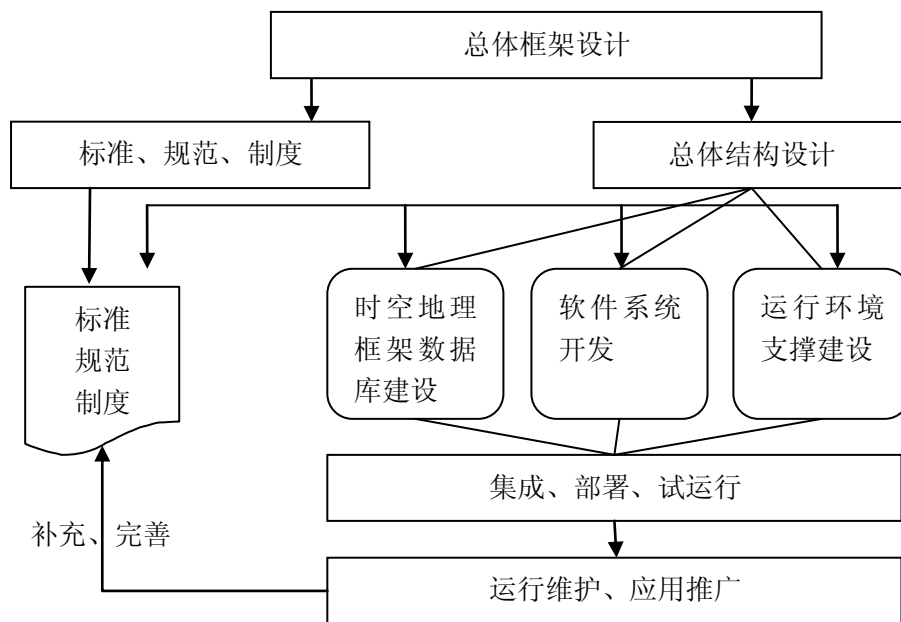 总体框架设计
标准、规范、制度
总体结构设计
标准
规范
制度
时空地理
框架数据
库建设
软件系统
开发
运行环境
支撑建设
集成、部署、试运行
补充、完善
运行维护、应用推广